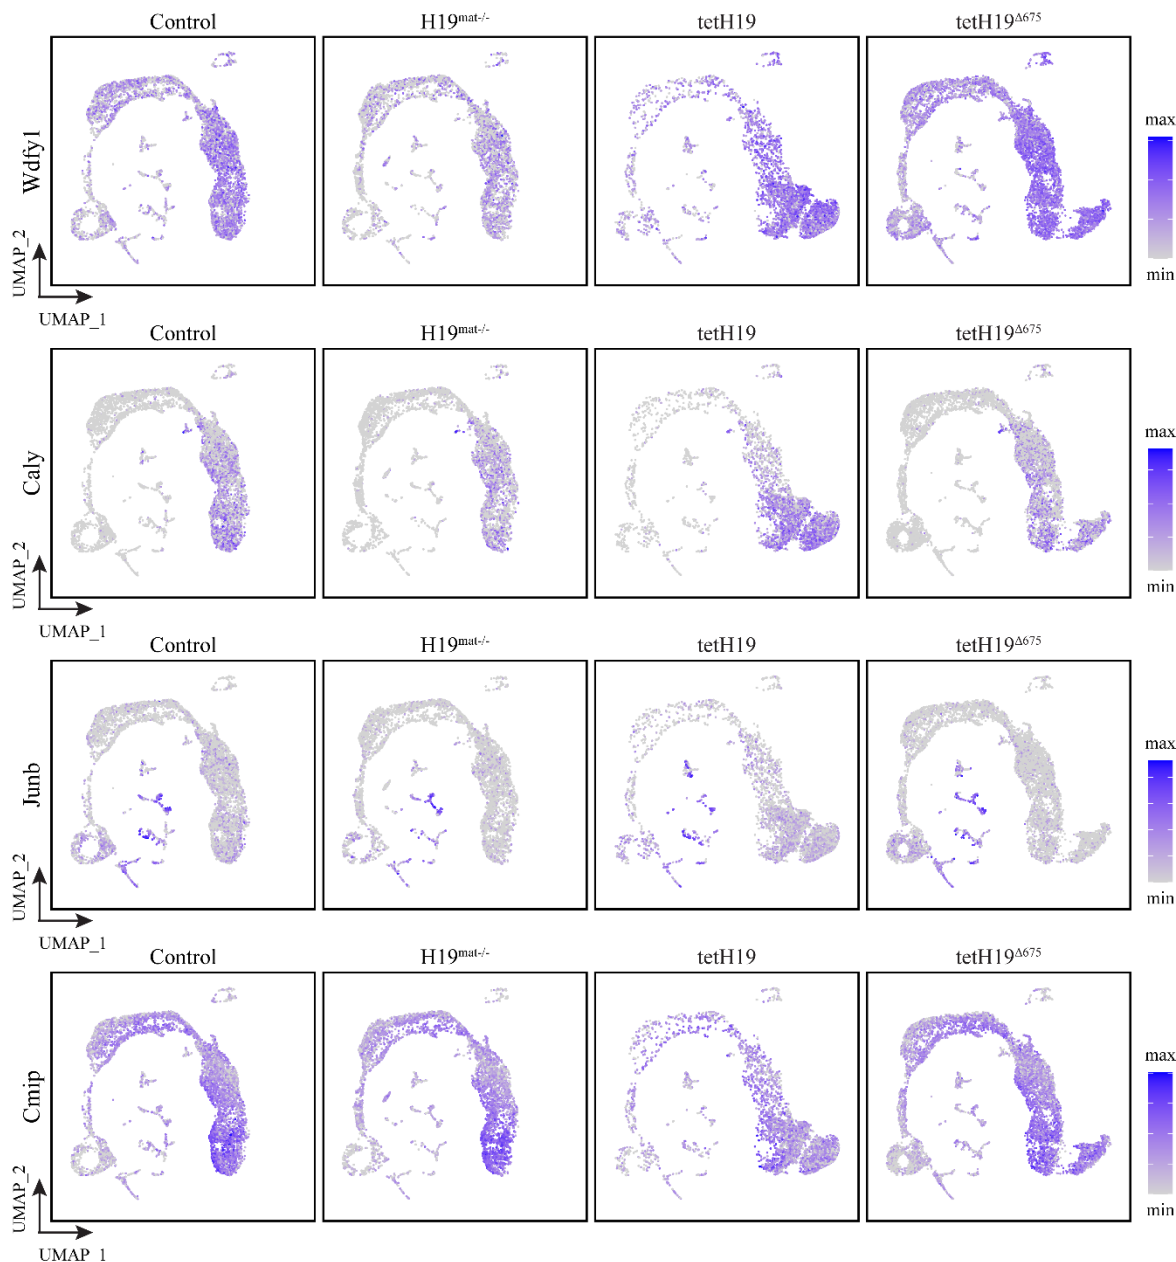 Control H19mat-/- tetH19 tetH19Δ675
Wdfy1
max
min
UMAP_2
UMAP_1
Control H19mat-/- tetH19 tetH19Δ675
Caly
max
min
UMAP_2
UMAP_1
Control H19mat-/- tetH19 tetH19Δ675
Junb
max
min
UMAP_2
UMAP_1
Control H19mat-/- tetH19 tetH19Δ675
Cmip
max
min
UMAP_2
UMAP_1